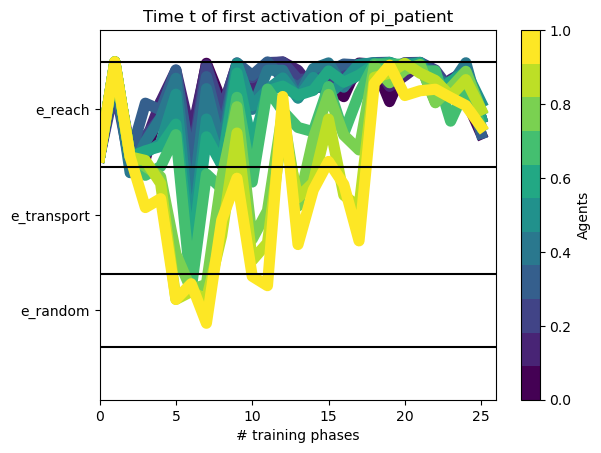 Time t of first activation of pi_patient
e_reach
e_transport
e_random
0
5
10
15
20
25
# training phases
1.0
0.8
0.6
0.4
0.2
0.0
Agents